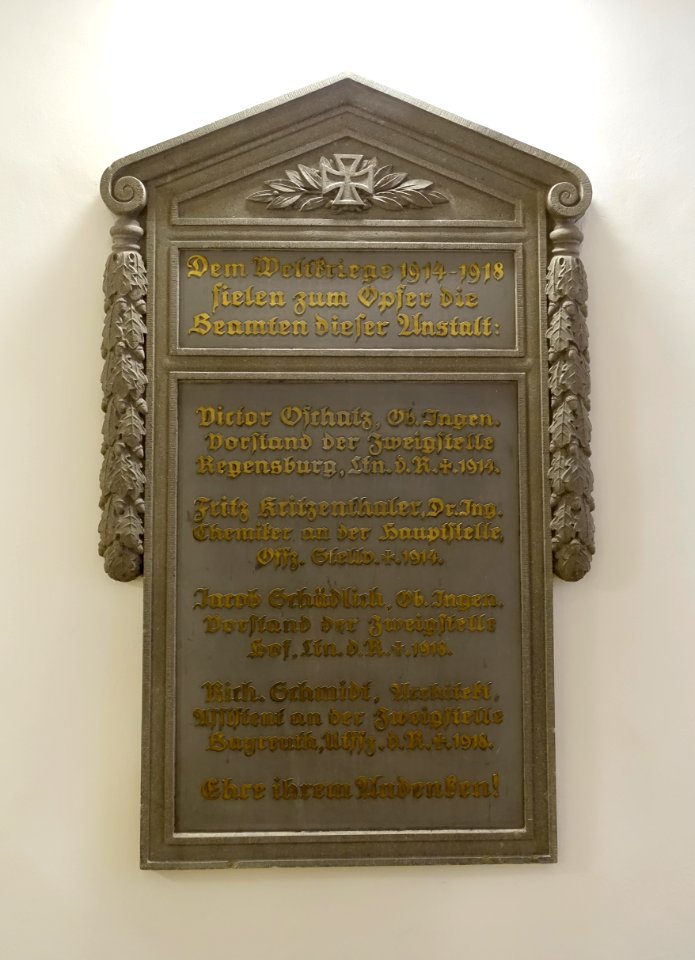 Dem Weltkriege 1914-1918
fielen zum Opfer die
Beamten dieser Anstalt:
Victor Oschatz, Ob. Ingen.
Vorstand der Zweigstelle
Regensburg, Ltn. d. R. ✝ 1914.
Fritz Kritzenthaler, Dr. Ing.
Chemiker an der Hauptstelle,
Offz. Stellv. ✝ 1914.
Jacob Schädlich, Ob. Ingen.
Vorstand der Zweigstelle
Hof, Ltn. d. R. ✝ 1918.
Rich. Schmidt, Architekt,
Assistent an der Zweigstelle
Bayreuth, Uffz. d. R. ✝ 1918.
Ehre ihrem Andenken!